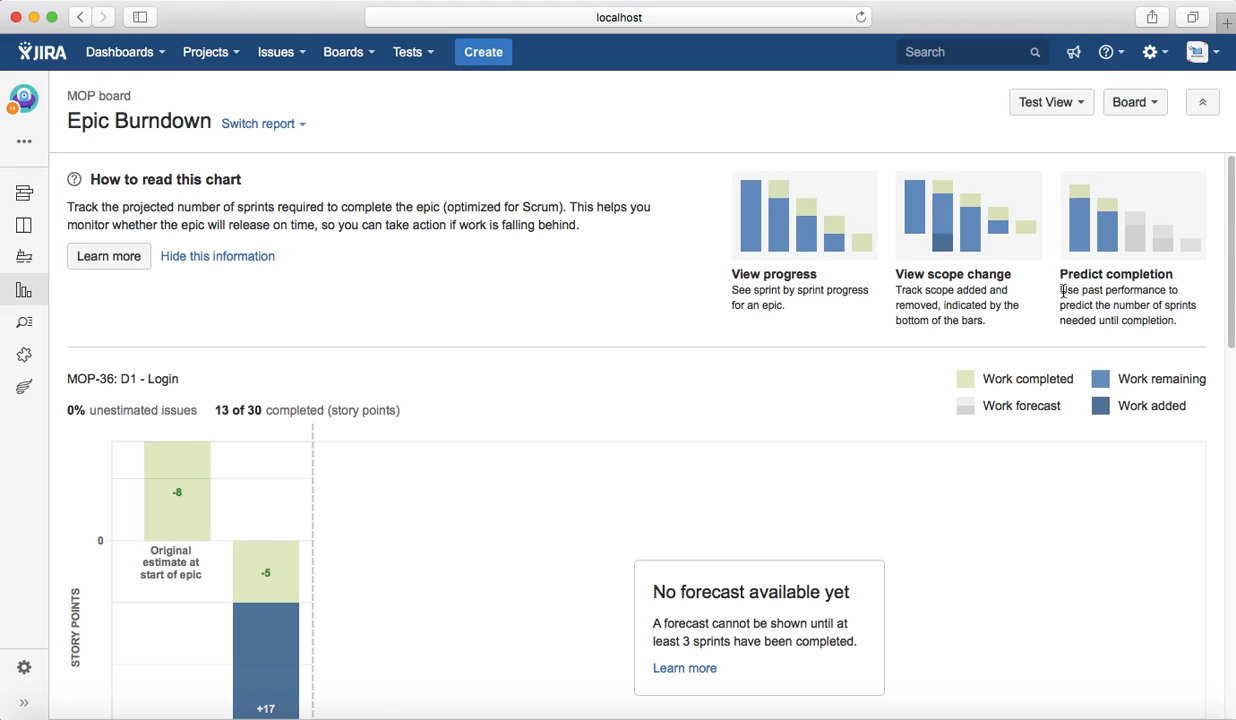 localhost
JIRA Dashboards Projects Issues Boards Tests Create Search
MOP board
Epic Burndown Switch report
Test View Board
How to read this chart
Track the projected number of sprints required to complete the epic (optimized for Scrum). This helps you
monitor whether the epic will release on time, so you can take action if work is falling behind.
Learn more Hide this information
View progress
See sprint by sprint progress
for an epic.
View scope change
Track scope added and
removed, indicated by the
bottom of the bars.
Predict completion
Use past performance to
predict the number of sprints
needed until completion.
MOP-36: D1 - Login
0% unestimated issues 13 of 30 completed (story points)
Work completed Work remaining
Work forecast Work added
-8
0
Original
estimate at
start of epic
-5
+17
STORY POINTS
No forecast available yet
A forecast cannot be shown until at
least 3 sprints have been completed.
Learn more